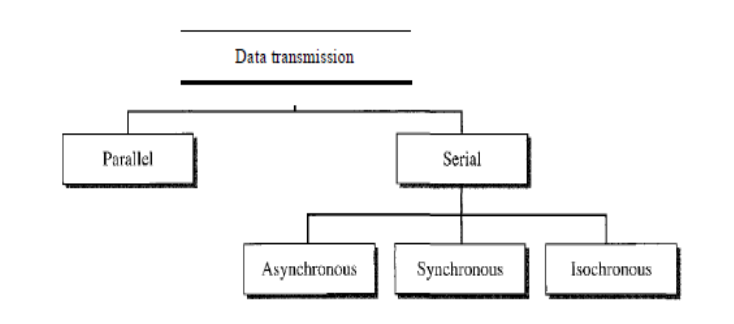 Data transmission
Parallel
Serial
Asynchronous
Synchronous
Isochronous